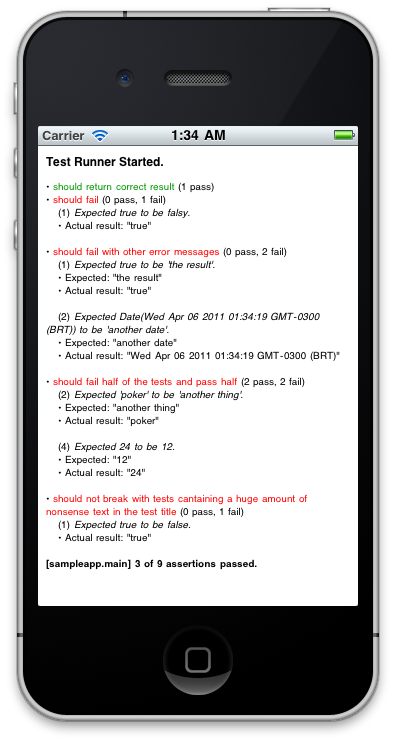 Carrier 1:34 AM
Test Runner Started.
• should return correct result (1 pass)
• should fail (0 pass, 1 fail)
(1) Expected true to be falsy.
• Actual result: "true"
• should fail with other error messages (0 pass, 2 fail)
(1) Expected true to be 'the result'.
• Expected: "the result"
• Actual result: "true"
(2) Expected Date(Wed Apr 06 2011 01:34:19 GMT-0300
(BRT)) to be 'another date'.
• Expected: "another date"
• Actual result: "Wed Apr 06 2011 01:34:19 GMT-0300 (BRT)"
• should fail half of the tests and pass half (2 pass, 2 fail)
(2) Expected 'poker' to be 'another thing'.
• Expected: "another thing"
• Actual result: "poker"
(4) Expected 24 to be 12.
• Expected: "12"
• Actual result: "24"
• should not break with tests cantaining a huge amount of
nonsense text in the test title (0 pass, 1 fail)
(1) Expected true to be false.
• Actual result: "true"
[sampleapp.main] 3 of 9 assertions passed.